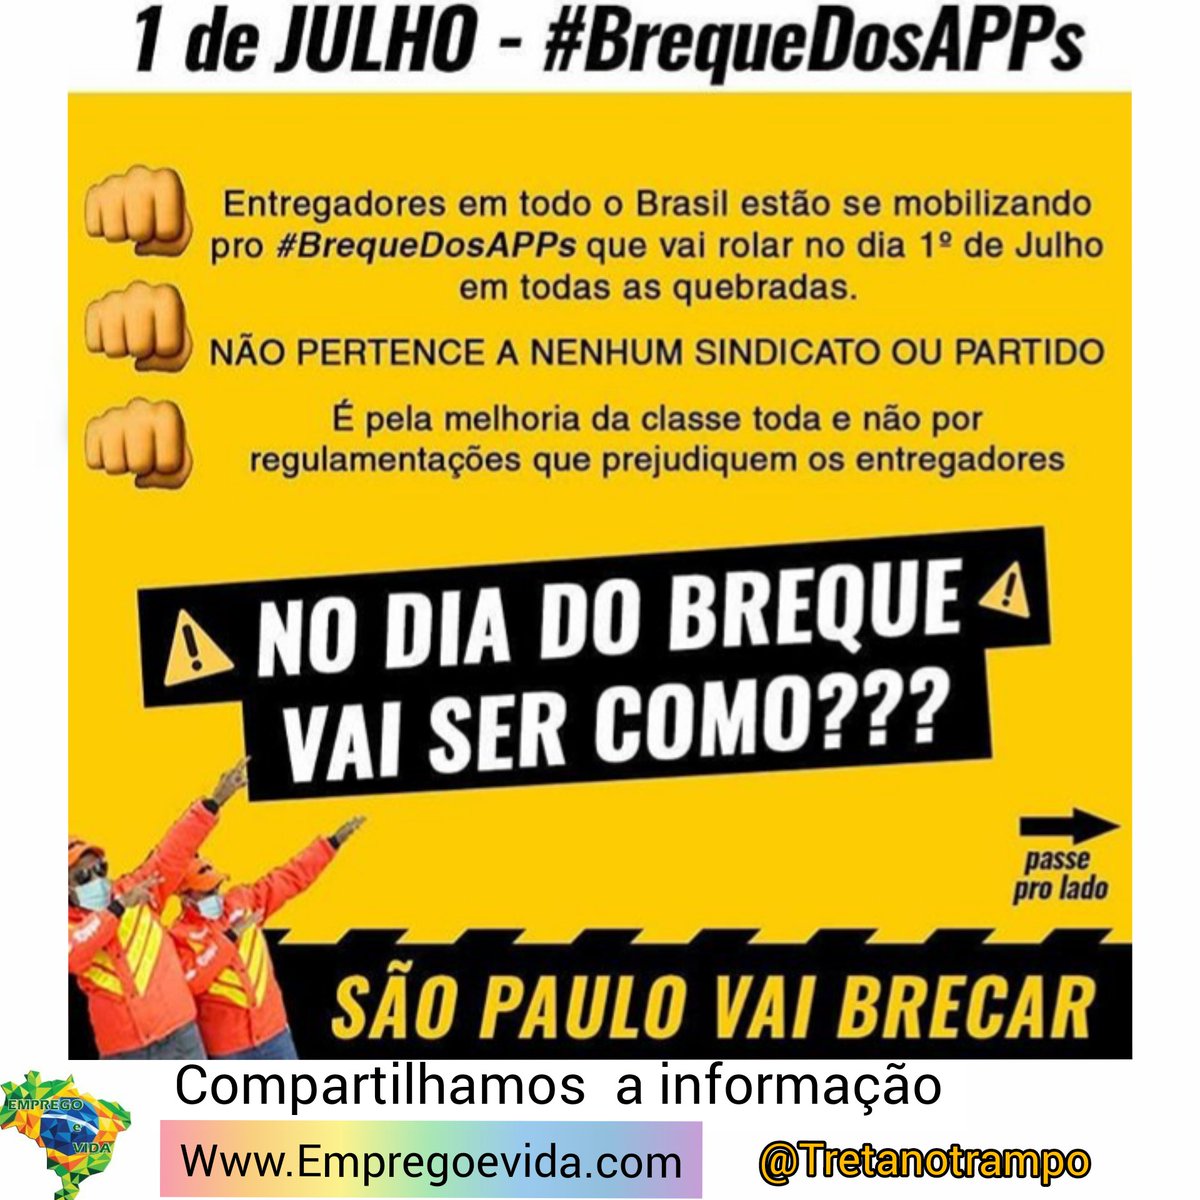 1 de JULHO - #BrequeDosAPPs
Entregadores em todo o Brasil estão se mobilizando
pro #BrequeDosAPPs que vai rolar no dia 1º de Julho
em todas as quebradas.
NÃO PERTENCE A NENHUM SINDICATO OU PARTIDO
É pela melhoria da classe toda e não por
regulamentações que prejudiquem os entregadores
NO DIA DO BREQUE
VAI SER COMO???
passe
pro lado
SÃO PAULO VAI BRECAR
Compartilhamos a informação
EMPREGO
e
VIDA
Www.Empregoevida.com
@Tretanotrampo